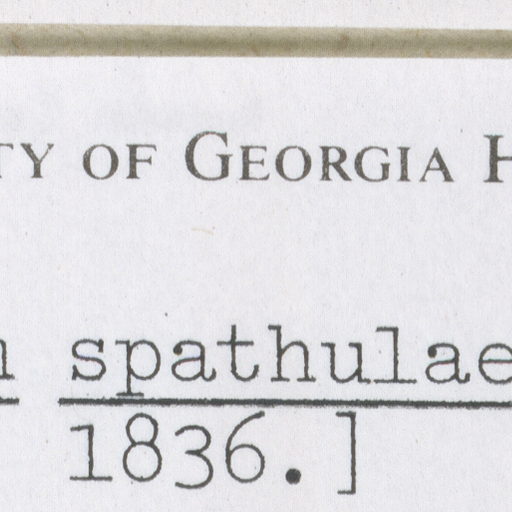 TY OF GEORGIA H
spathulae
1836.]